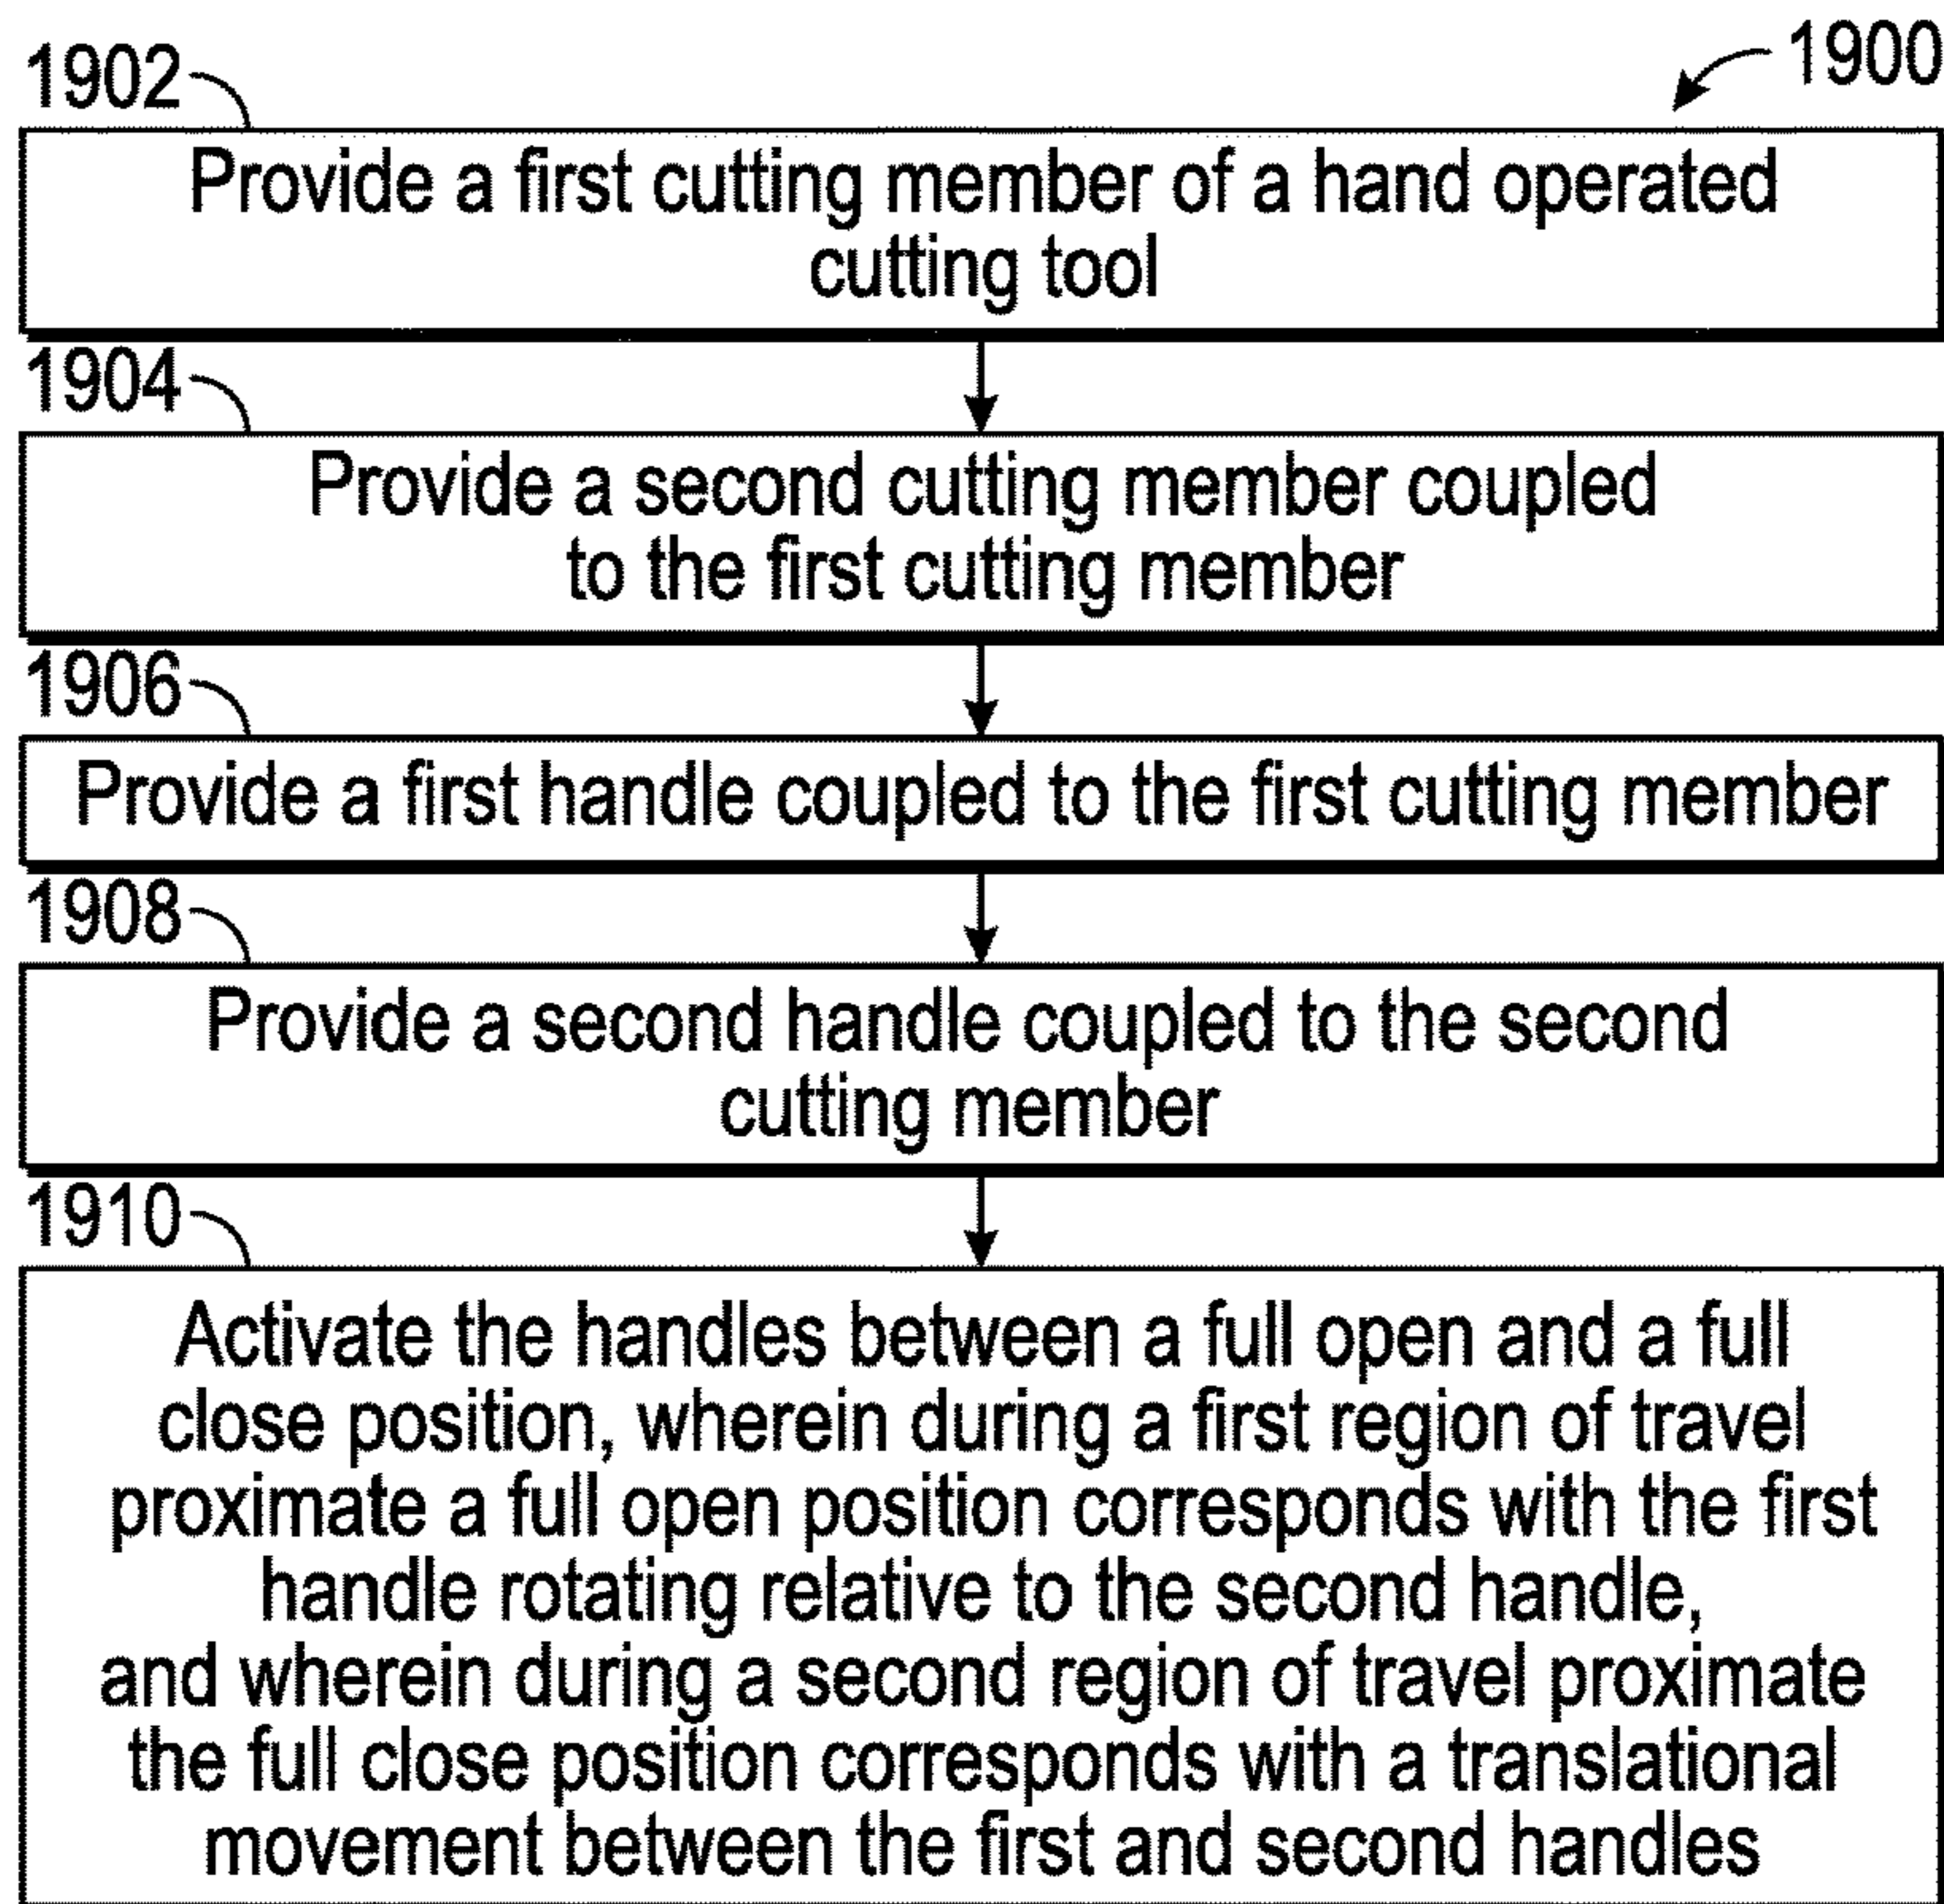 1900
1902
Provide a first cutting member of a hand operated
cutting tool
1904
Provide a second cutting member coupled
to the first cutting member
1906
Provide a first handle coupled to the first cutting member
1908
Provide a second handle coupled to the second
cutting member
1910
Activate the handles between a full open and a full
close position, wherein during a first region of travel
proximate a full open position corresponds with the first
handle rotating relative to the second handle,
and wherein during a second region of travel proximate
the full close position corresponds with a translational
movement between the first and second handles